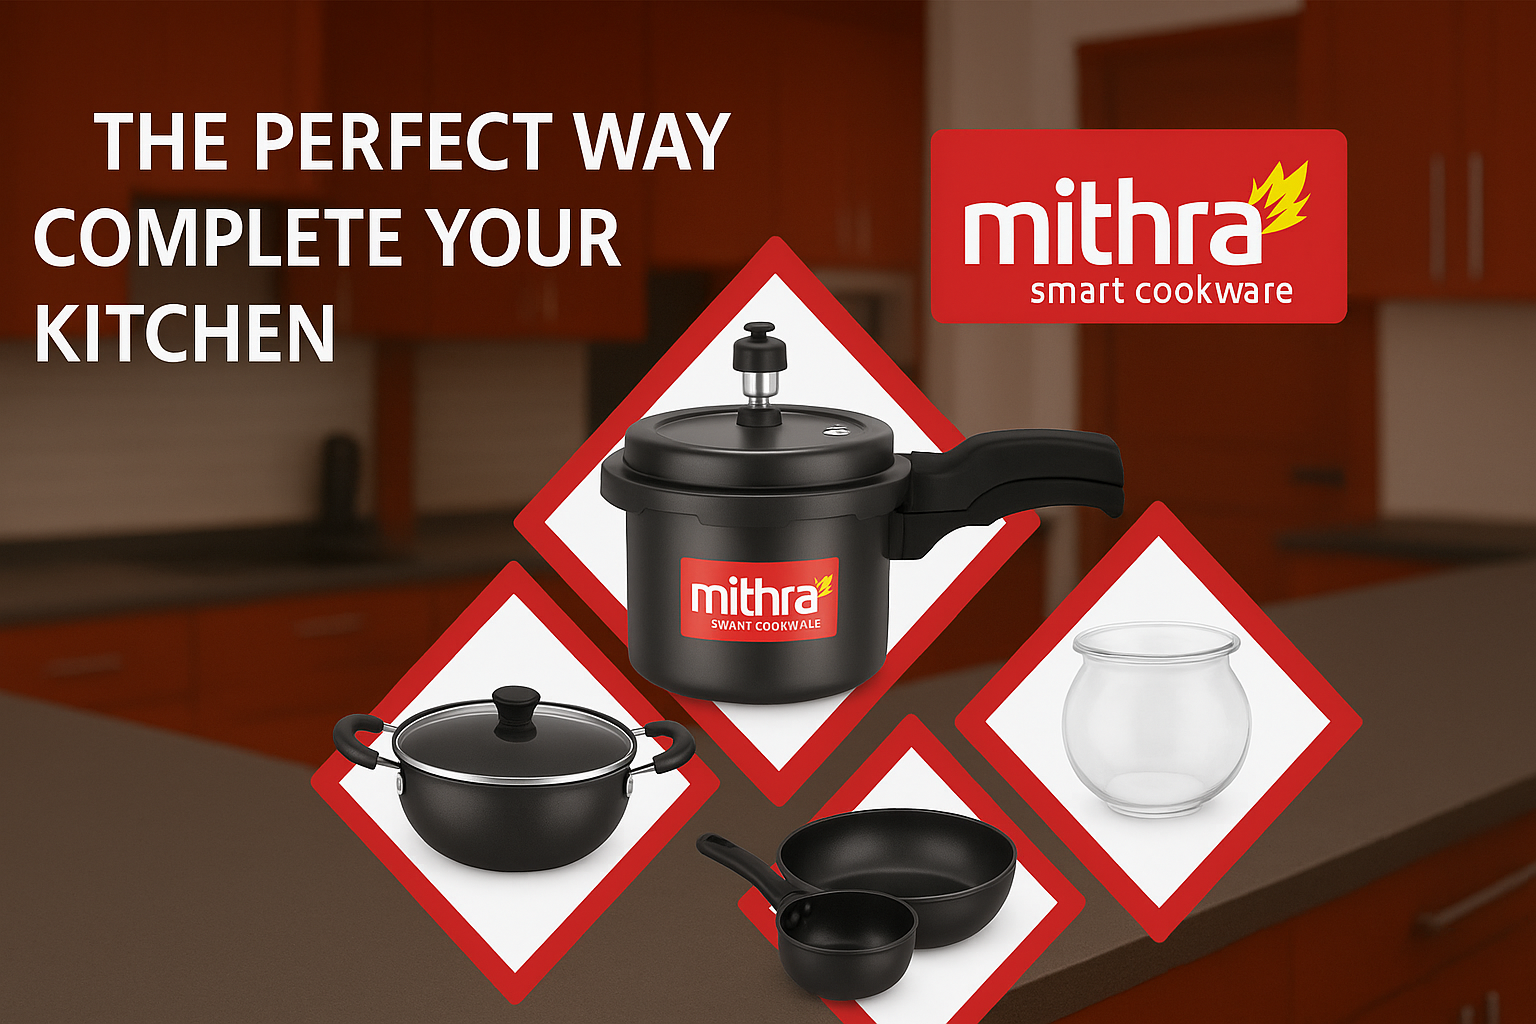 THE PERFECT WAY
COMPLETE YOUR
KITCHEN
mithra
smart cookware
mithra
SWANT COOKWALE